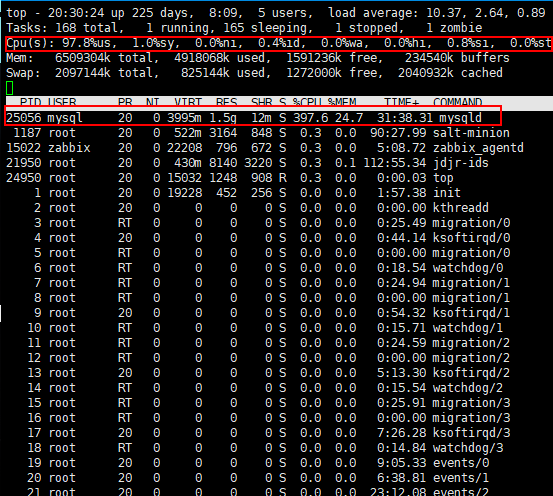 top - 20:30:24 up 225 days,  8:09,  5 users,  load average: 10.37, 2.64, 0.89
Tasks: 168 total,   1 running, 165 sleeping,   1 stopped,   1 zombie
Cpu(s): 97.8%us,  1.0%sy,  0.0%ni,  0.4%id,  0.0%wa,  0.0%hi,  0.8%si,  0.0%st
Mem:   6509304k total,  4918068k used,  1591236k free,   234540k buffers
Swap:  2097144k total,   825144k used,  1272000k free,  2040932k cached
PID USER      PR  NI  VIRT  RES  SHR S %CPU %MEM    TIME+  COMMAND
25056 mysql     20   0 3995m 1.5g  12m S 397.6 24.7  31:38.31 mysqld
1187 root      20   0  522m 3164  848 S  0.3  0.0  90:27.99 salt-minion
15022 zabbix    20   0 22208  796  672 S  0.3  0.0   5:08.72 zabbix_agentd
21950 root      20   0  430m 8140 3220 S  0.3  0.1 112:55.34 jdjr-ids
24950 root      20   0 15032 1248  908 R  0.3  0.0   0:00.03 top
1 root      20   0 19228  452  256 S  0.0  0.0   1:57.38 init
2 root      20   0     0    0    0 S  0.0  0.0   0:00.00 kthreadd
3 root      RT   0     0    0    0 S  0.0  0.0   0:25.49 migration/0
4 root      20   0     0    0    0 S  0.0  0.0   0:44.14 ksoftirqd/0
5 root      RT   0     0    0    0 S  0.0  0.0   0:00.00 migration/0
6 root      RT   0     0    0    0 S  0.0  0.0   0:18.54 watchdog/0
7 root      RT   0     0    0    0 S  0.0  0.0   0:24.94 migration/1
8 root      RT   0     0    0    0 S  0.0  0.0   0:00.00 migration/1
9 root      20   0     0    0    0 S  0.0  0.0   0:54.32 ksoftirqd/1
10 root      RT   0     0    0    0 S  0.0  0.0   0:15.71 watchdog/1
11 root      RT   0     0    0    0 S  0.0  0.0   0:24.59 migration/2
12 root      RT   0     0    0    0 S  0.0  0.0   0:00.00 migration/2
13 root      20   0     0    0    0 S  0.0  0.0   5:13.30 ksoftirqd/2
14 root      RT   0     0    0    0 S  0.0  0.0   0:15.54 watchdog/2
15 root      RT   0     0    0    0 S  0.0  0.0   0:25.91 migration/3
16 root      RT   0     0    0    0 S  0.0  0.0   0:00.00 migration/3
17 root      20   0     0    0    0 S  0.0  0.0   7:26.28 ksoftirqd/3
18 root      RT   0     0    0    0 S  0.0  0.0   0:14.84 watchdog/3
19 root      20   0     0    0    0 S  0.0  0.0   9:05.33 events/0
20 root      20   0     0    0    0 S  0.0  0.0   6:38.81 events/1
21 root      20   0     0    0    0 S  0.0  0.0  23:12.08 events/2